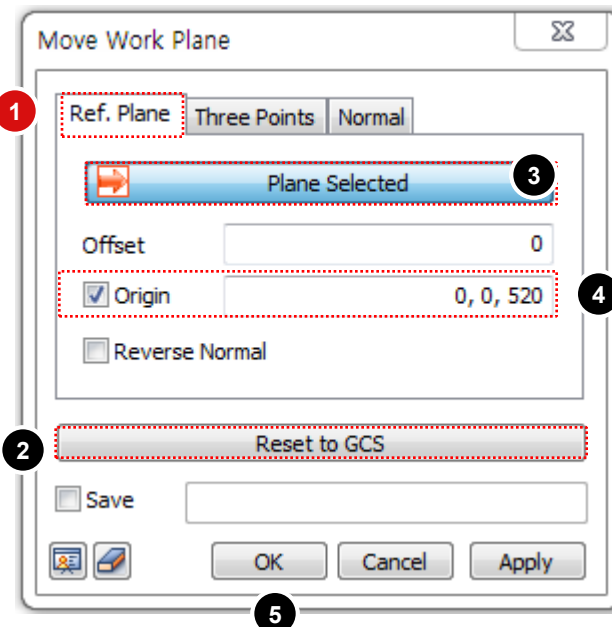 Move Work Plane
1
Ref. Plane Three Points Normal
Plane Selected 3
Offset 0
Origin 0, 0, 520 4
Reverse Normal
2 Reset to GCS
Save
OK Cancel Apply
5